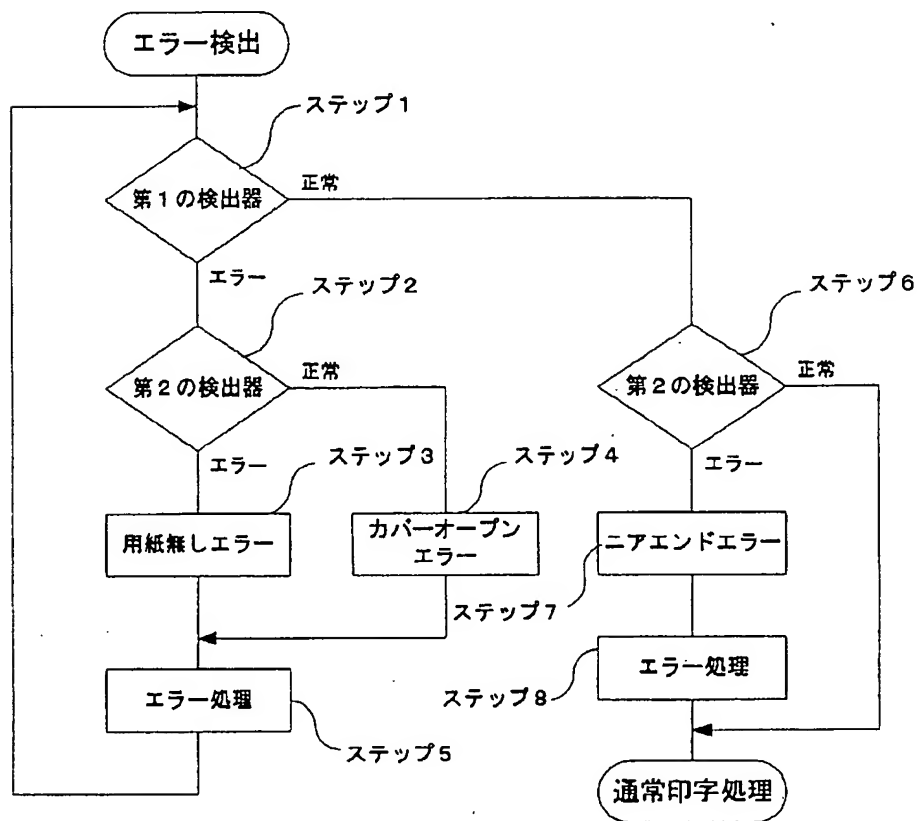 エラー検出
ステップ1
第1の検出器
正常
エラー
ステップ2
ステップ6
第2の検出器
正常
第2の検出器
正常
エラー
エラー
ステップ3
ステップ4
用紙無しエラー
カバーオープン
エラー
ニアエンドエラー
ステップ7
エラー処理
エラー処理
ステップ8
ステップ5
通常印字処理